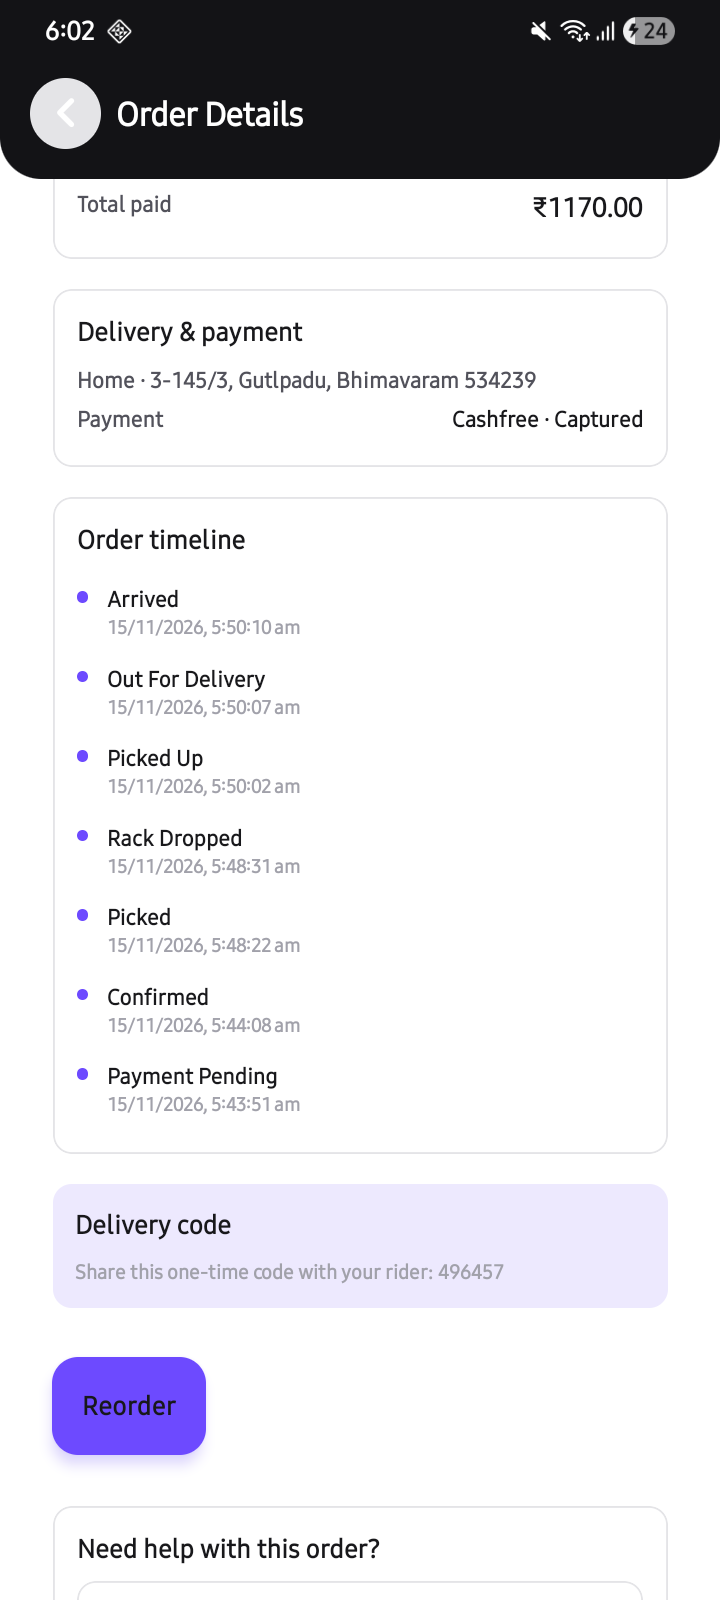 6:02
24
Order Details
Total paid ₹1170.00
Delivery & payment
Home · 3-145/3, Gutlpadu, Bhimavaram 534239
Payment Cashfree · Captured
Order timeline
Arrived
15/11/2026, 5:50:10 am
Out For Delivery
15/11/2026, 5:50:07 am
Picked Up
15/11/2026, 5:50:02 am
Rack Dropped
15/11/2026, 5:48:31 am
Picked
15/11/2026, 5:48:22 am
Confirmed
15/11/2026, 5:44:08 am
Payment Pending
15/11/2026, 5:43:51 am
Delivery code
Share this one-time code with your rider: 496457
Reorder
Need help with this order?